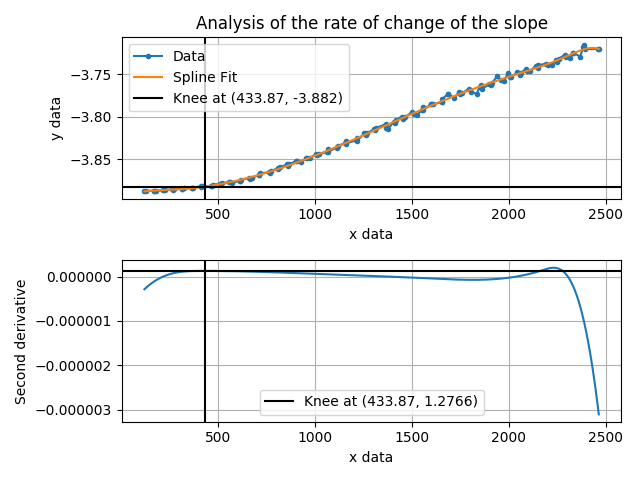 Analysis of the rate of change of the slope
Data
Spline Fit
Knee at (433.87, -3.882)
y data
−3.75
−3.80
−3.85
500
1000
1500
2000
2500
x data
Second derivative
0.000000
−0.000001
−0.000002
−0.000003
Knee at (433.87, 1.2766)
500
1000
1500
2000
2500
x data